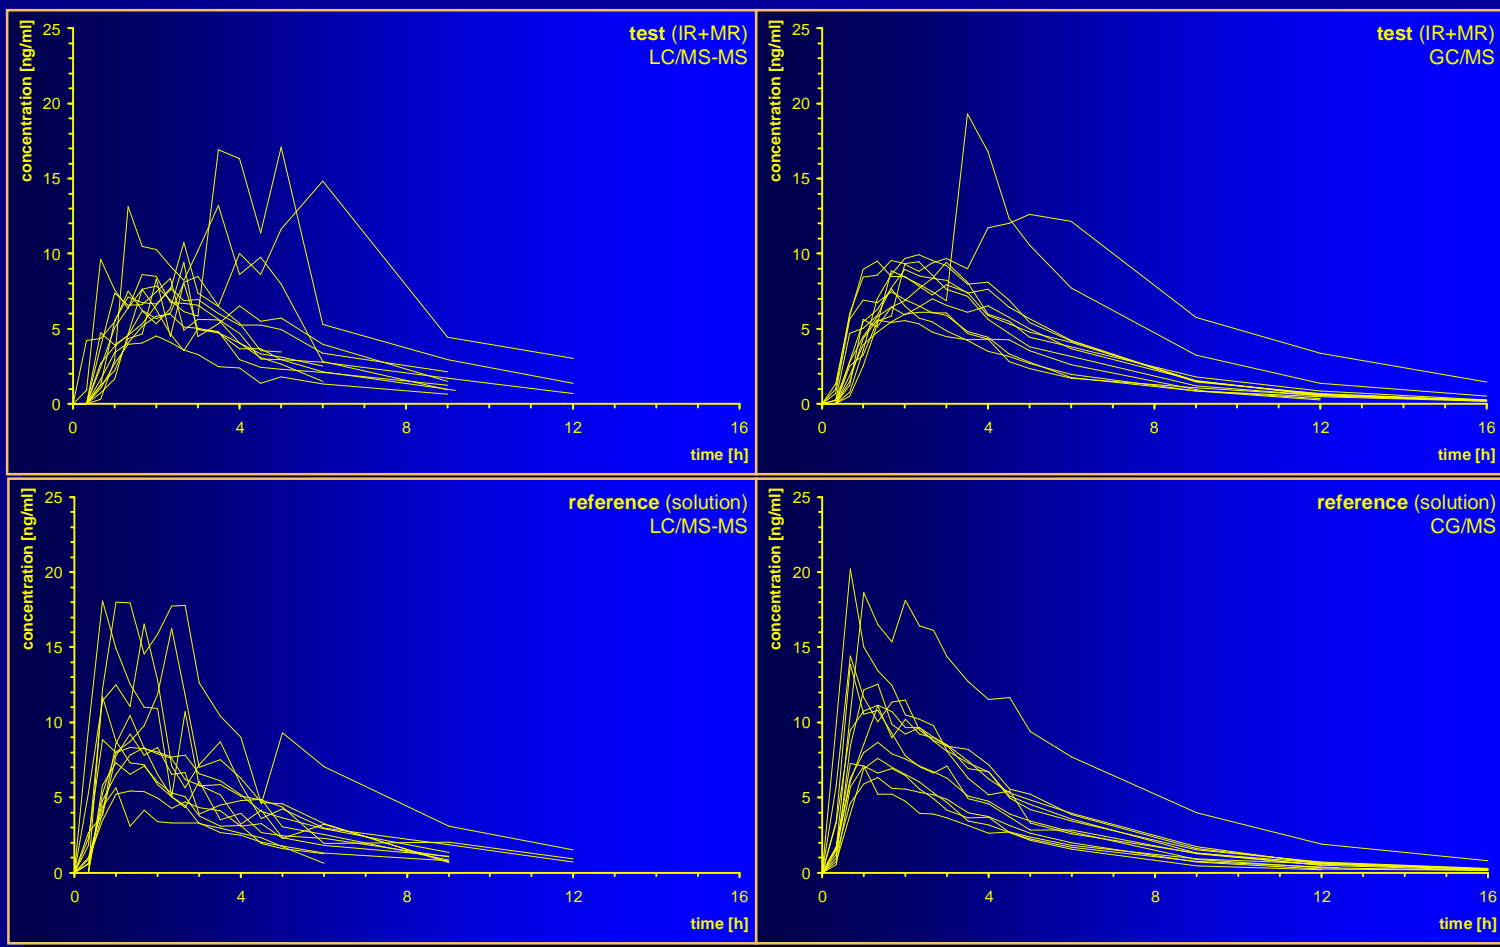 test (IR+MR)
LC/MS-MS
concentration [ng/ml]
25
20
15
10
5
0
0 4 8 12 16
time [h]
test (IR+MR)
GC/MS
concentration [ng/ml]
25
20
15
10
5
0
0 4 8 12 16
time [h]
reference (solution)
LC/MS-MS
concentration [ng/ml]
25
20
15
10
5
0
0 4 8 12 16
time [h]
reference (solution)
CG/MS
concentration [ng/ml]
25
20
15
10
5
0
0 4 8 12 16
time [h]